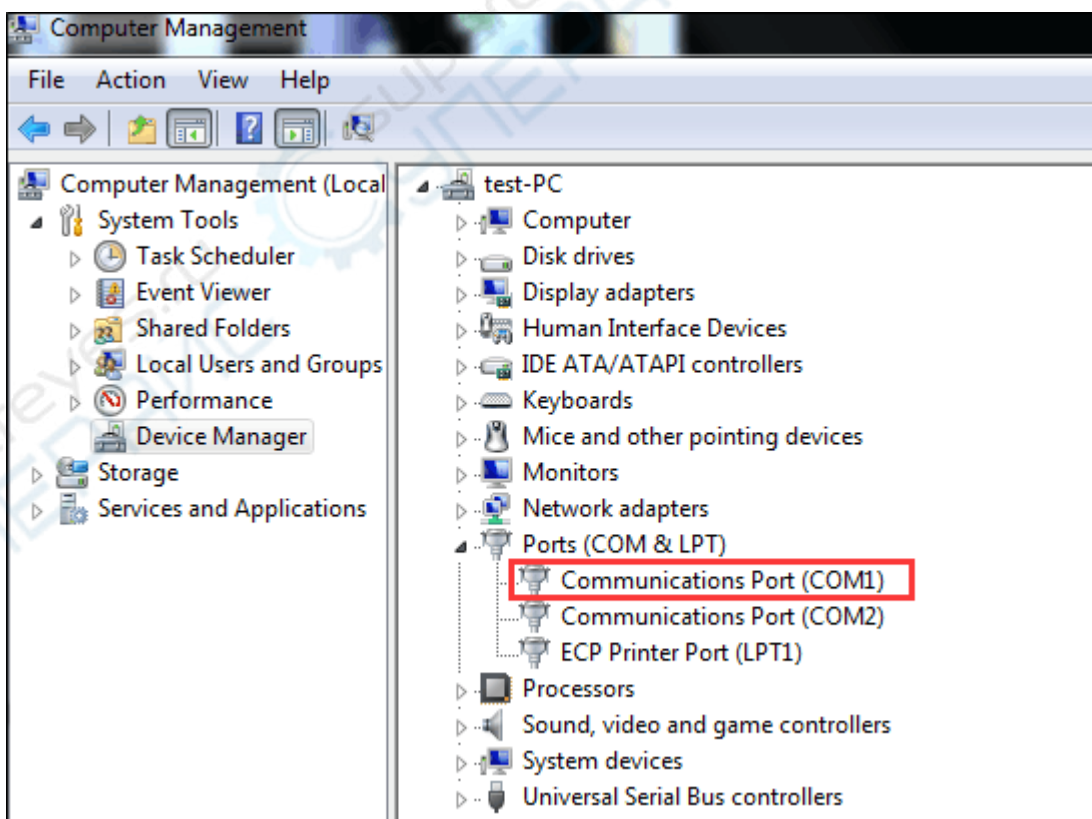 Computer Management
File Action View Help
Computer Management (Local
System Tools
Task Scheduler
Event Viewer
Shared Folders
Local Users and Groups
Performance
Device Manager
Storage
Services and Applications
test-PC
Computer
Disk drives
Display adapters
Human Interface Devices
IDE ATA/ATAPI controllers
Keyboards
Mice and other pointing devices
Monitors
Network adapters
Ports (COM & LPT)
Communications Port (COM1)
Communications Port (COM2)
ECP Printer Port (LPT1)
Processors
Sound, video and game controllers
System devices
Universal Serial Bus controllers